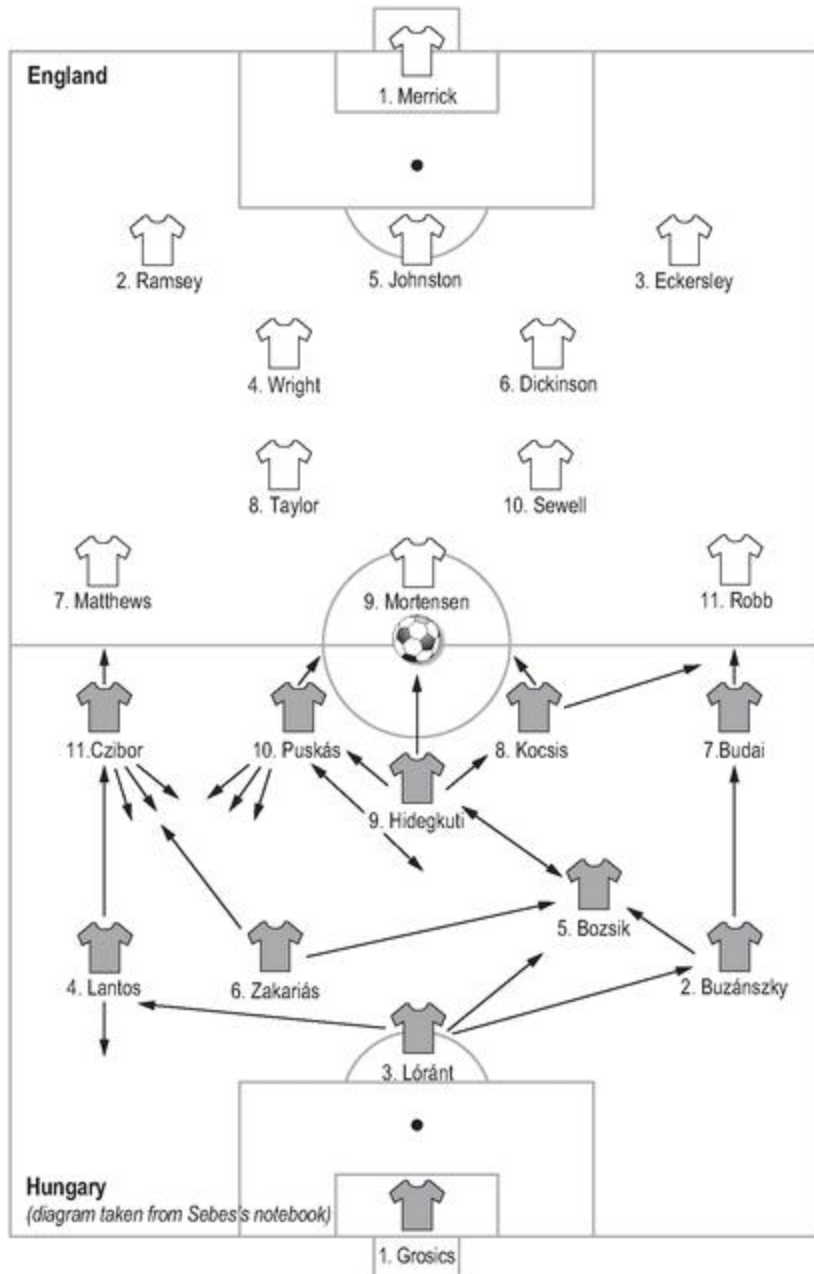 England
1. Merrick
2. Ramsey
5. Johnston
3. Eckersley
4. Wright
6. Dickinson
8. Taylor
10. Sewell
7. Matthews
9. Mortensen
11. Robb
11.Czibor
10. Puskás
8. Kocsis
7.Budai
9. Hidegkuti
5. Bozsik
4. Lantos
6. Zakariás
2. Buzánszky
3. Lóránt
Hungary
(diagram taken from Sebes's notebook)
1. Grosics